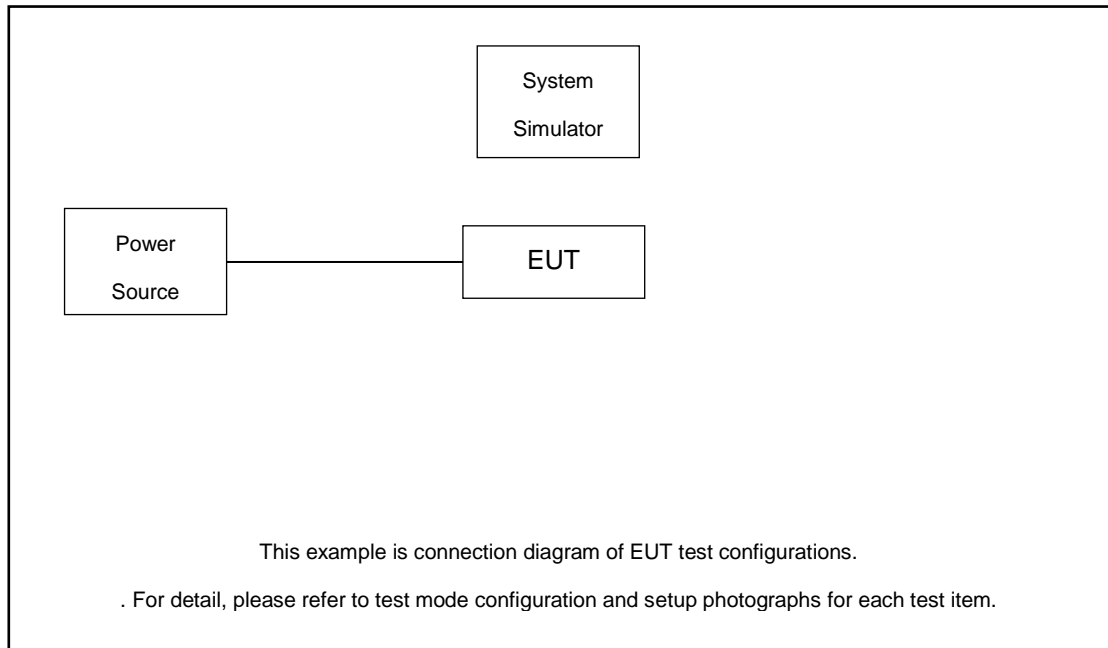 System
Simulator
Power
Source
EUT
This example is connection diagram of EUT test configurations.
. For detail, please refer to test mode configuration and setup photographs for each test item.